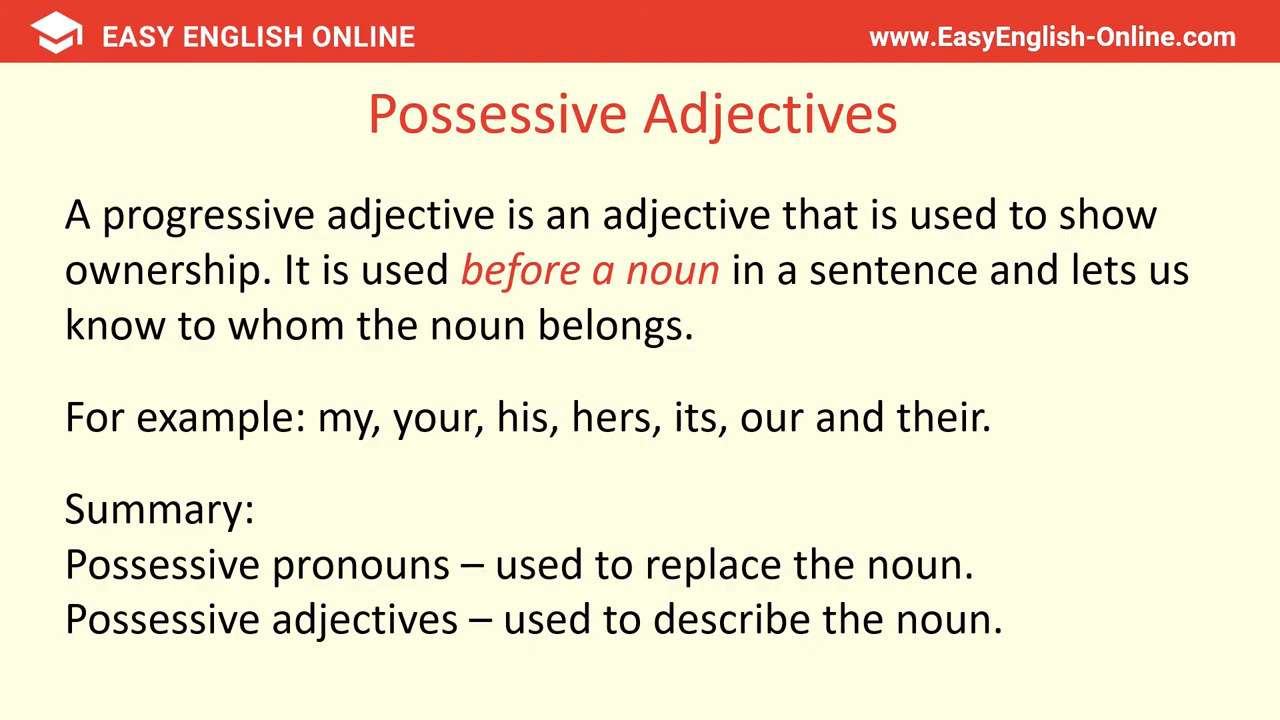 EASY ENGLISH ONLINE
www.EasyEnglish-Online.com
Possessive Adjectives
A progressive adjective is an adjective that is used to show
ownership. It is used before a noun in a sentence and lets us
know to whom the noun belongs.
For example: my, your, his, hers, its, our and their.
Summary:
Possessive pronouns – used to replace the noun.
Possessive adjectives – used to describe the noun.